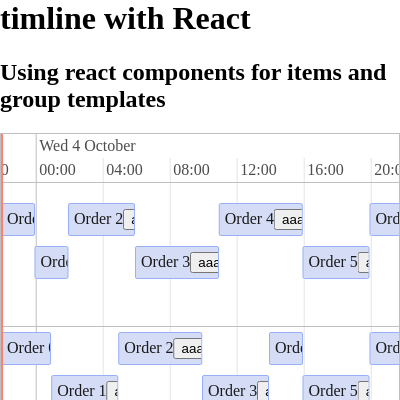 timline with React
Using react components for items and
group templates
Wed 4 October
0 00:00 04:00 08:00 12:00 16:00 20:0
Orde Order 2 a Order 4 aaa Ord
Orde Order 3 aaa Order 5 a
Order Order 2 aaa Orde Ord
Order 1 a Order 3 a Order 5 a